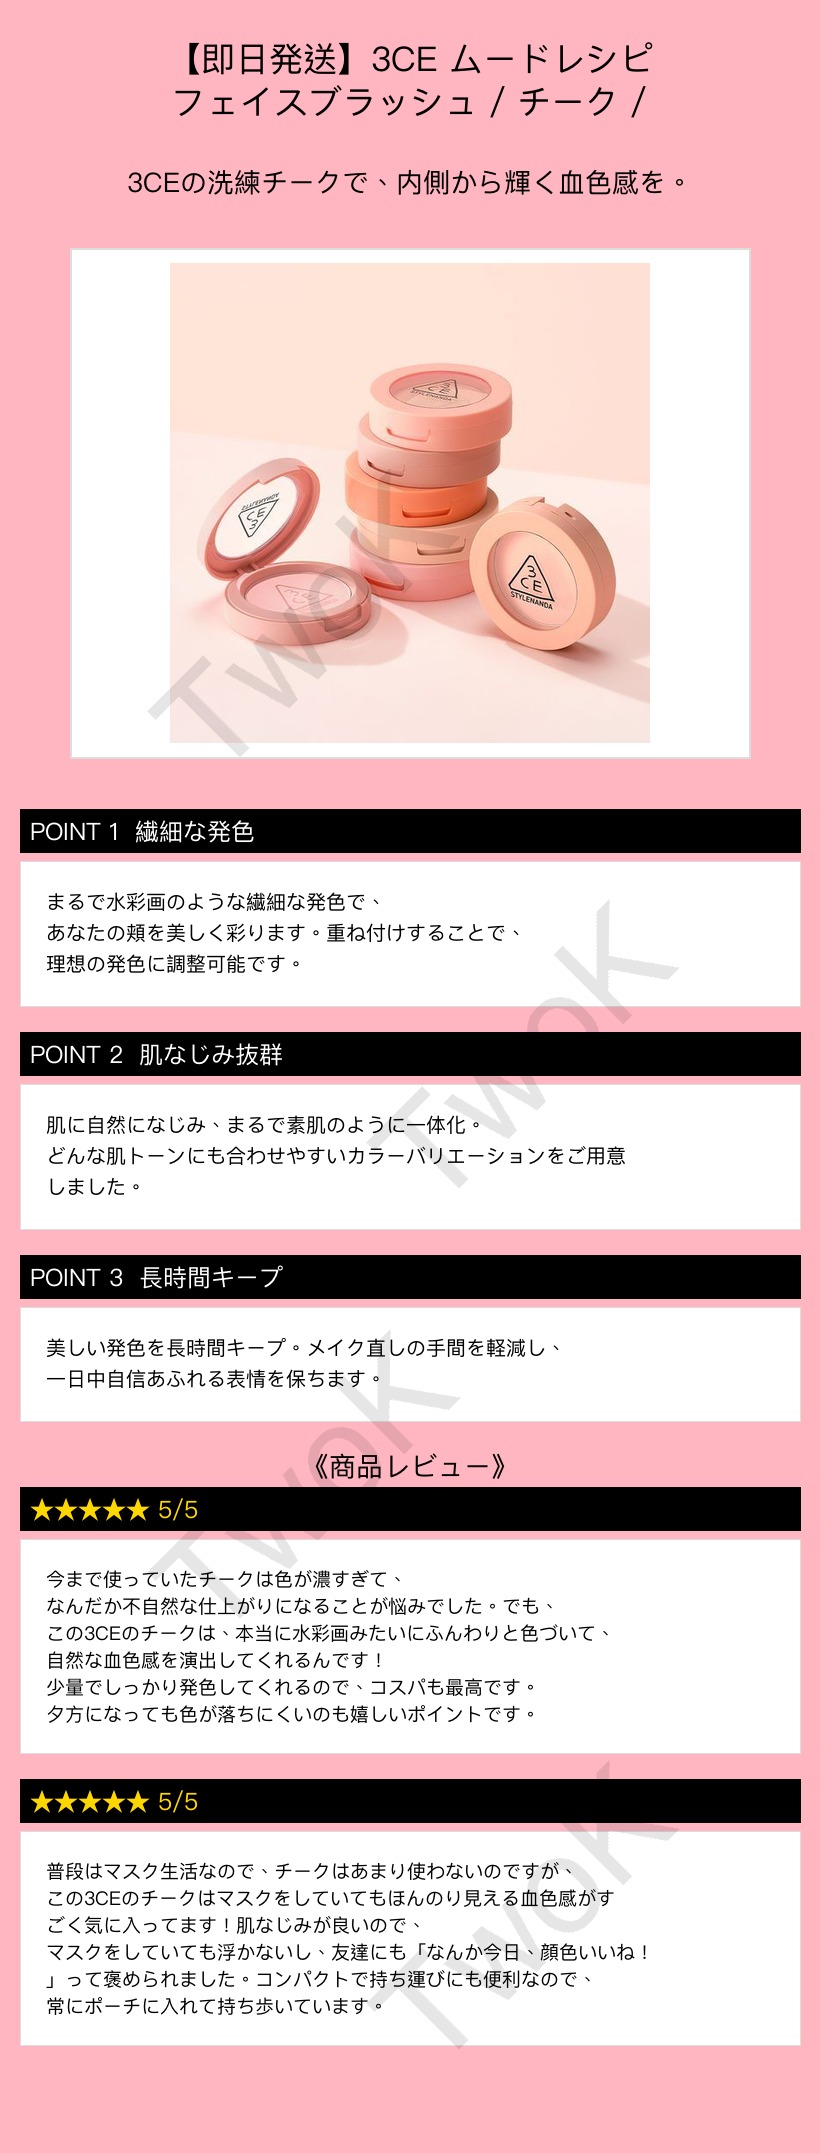 【即日発送】3CE ムードレシピ
フェイスブラッシュ / チーク /
3CEの洗練チークで、内側から輝く血色感を。
3CE
STYLENANDA
STYLENANDA
3CE
3CE
3CE
STYLENANDA
TwoK
POINT 1 繊細な発色
まるで水彩画のような繊細な発色で、
あなたの頬を美しく彩ります。重ね付けすることで、
理想の発色に調整可能です。
TwoK
POINT 2 肌なじみ抜群
肌に自然になじみ、まるで素肌のように一体化。
どんな肌トーンにも合わせやすいカラーバリエーションをご用意
しました。
POINT 3 長時間キープ
美しい発色を長時間キープ。メイク直しの手間を軽減し、
一日中自信あふれる表情を保ちます。
TwoK
《商品レビュー》
★★★★★ 5/5
今まで使っていたチークは色が濃すぎて、
なんだか不自然な仕上がりになることが悩みでした。でも、
この3CEのチークは、本当に水彩画みたいにふんわりと色づいて、
自然な血色感を演出してくれるんです！
少量でしっかり発色してくれるので、コスパも最高です。
夕方になっても色が落ちにくいのも嬉しいポイントです。
★★★★★ 5/5
普段はマスク生活なので、チークはあまり使わないのですが、
この3CEのチークはマスクをしていてもほんのり見える血色感がす
ごく気に入ってます！肌なじみが良いので、
マスクをしていても浮かないし、友達にも「なんか今日、顔色いいね！
」って褒められました。コンパクトで持ち運びにも便利なので、
常にポーチに入れて持ち歩いています。
TwoK